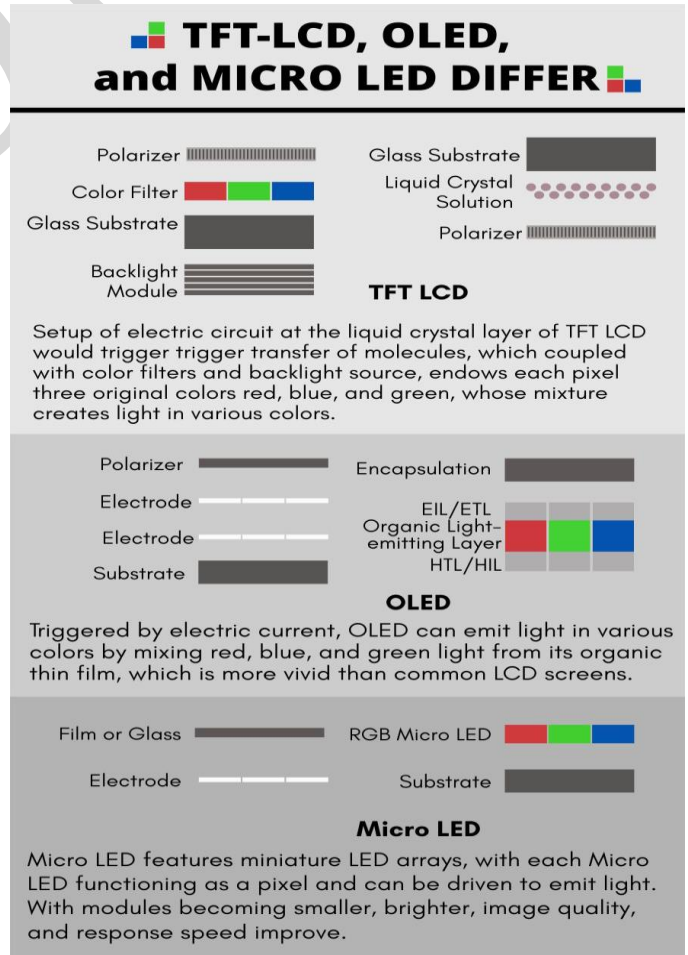 TFT-LCD, OLED,
and MICRO LED DIFFER
Polarizer
Color Filter
Glass Substrate
Backlight
Module
Glass Substrate
Liquid Crystal
Solution
Polarizer
TFT LCD
Setup of electric circuit at the liquid crystal layer of TFT LCD
would trigger trigger transfer of molecules, which coupled
with color filters and backlight source, endows each pixel
three original colors red, blue, and green, whose mixture
creates light in various colors.
Polarizer
Electrode
Electrode
Substrate
Encapsulation
EIL/ETL
Organic Light-
emitting Layer
HTL/HIL
OLED
Triggered by electric current, OLED can emit light in various
colors by mixing red, blue, and green light from its organic
thin film, which is more vivid than common LCD screens.
Film or Glass
Electrode
RGB Micro LED
Substrate
Micro LED
Micro LED features miniature LED arrays, with each Micro
LED functioning as a pixel and can be driven to emit light.
With modules becoming smaller, brighter, image quality,
and response speed improve.